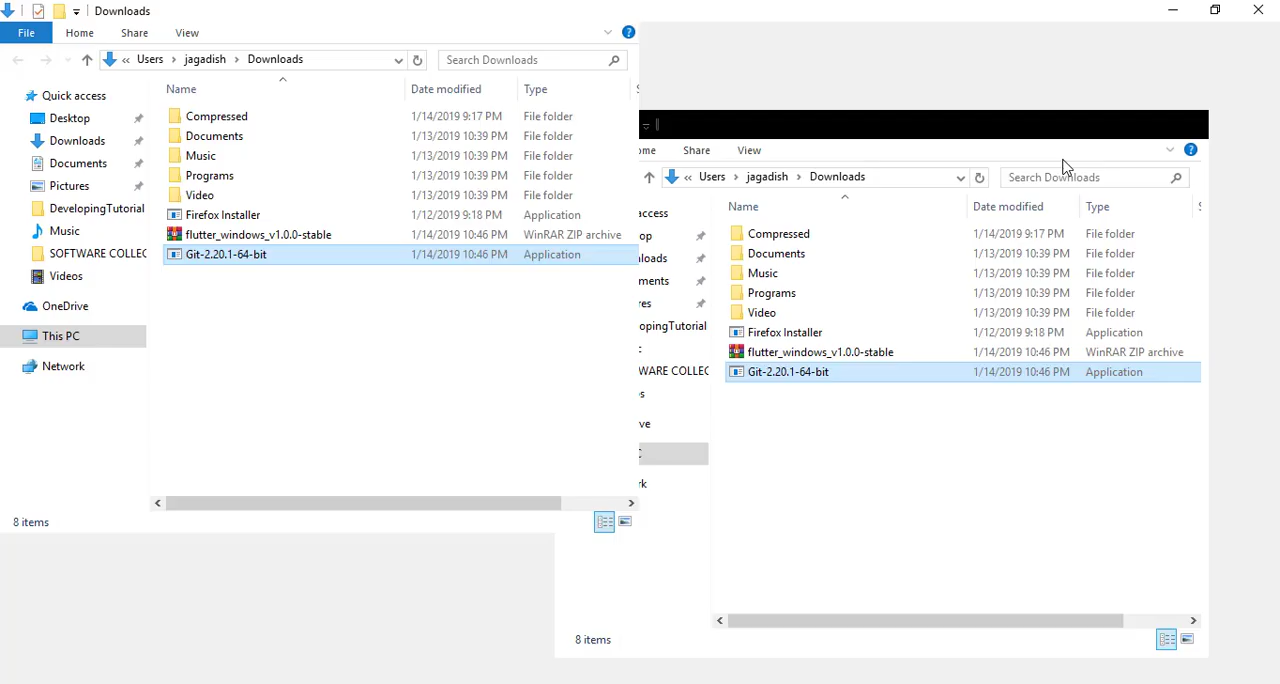 Downloads
File Home Share View
« Users › jagadish › Downloads
Search Downloads
Quick access
Desktop
Downloads
Documents
Pictures
DevelopingTutorial
Music
SOFTWARE COLLEC
Videos
OneDrive
This PC
Network
Name Date modified Type
Compressed 1/14/2019 9:17 PM File folder
Documents 1/13/2019 10:39 PM File folder
Music 1/13/2019 10:39 PM File folder
Programs 1/13/2019 10:39 PM File folder
Video 1/13/2019 10:39 PM File folder
Firefox Installer 1/12/2019 9:18 PM Application
flutter_windows_v1.0.0-stable 1/14/2019 10:46 PM WinRAR ZIP archive
Git-2.20.1-64-bit 1/14/2019 10:46 PM Application
8 items
ome Share View
« Users › jagadish › Downloads
Search Downloads
access
op
loads
ments
res
opingTutorial
WARE COLLEC
s
ve
rk
Name Date modified Type
Compressed 1/14/2019 9:17 PM File folder
Documents 1/13/2019 10:39 PM File folder
Music 1/13/2019 10:39 PM File folder
Programs 1/13/2019 10:39 PM File folder
Video 1/13/2019 10:39 PM File folder
Firefox Installer 1/12/2019 9:18 PM Application
flutter_windows_v1.0.0-stable 1/14/2019 10:46 PM WinRAR ZIP archive
Git-2.20.1-64-bit 1/14/2019 10:46 PM Application
8 items